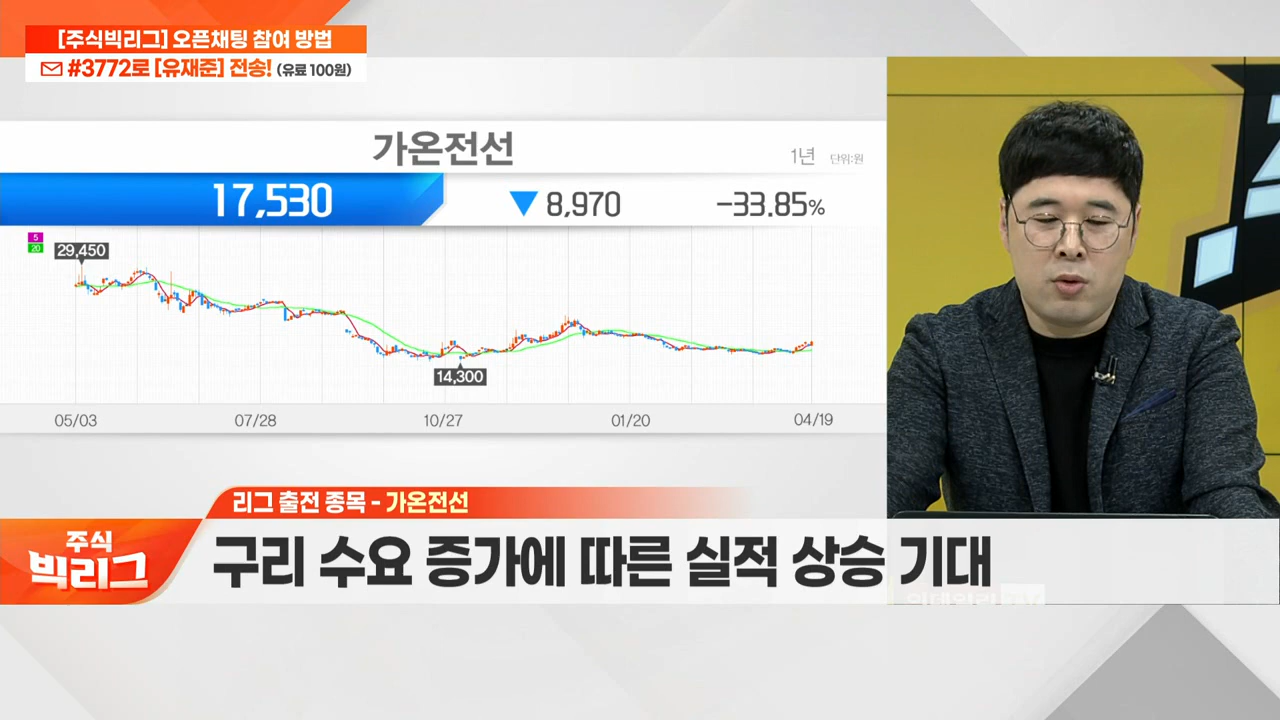 [주식빅리그] 오픈채팅 참여 방법
#3772로 [유재준] 전송! (유료 100원)
가온전선
1년 단위:원
17,530 ▼ 8,970 -33.85%
5
20
29,450
14,300
05/03 07/28 10/27 01/20 04/19
리그 출전 종목 - 가온전선
주식
빅리그
구리 수요 증가에 따른 실적 상승 기대